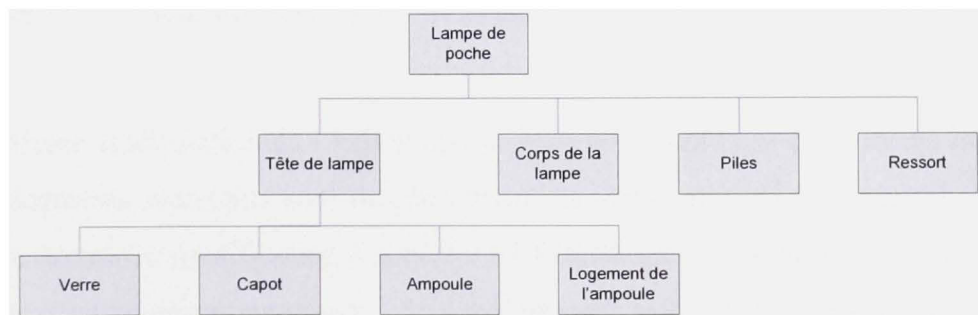 Lampe de
poche
Tête de lampe
Corps de la
lampe
Piles
Ressort
Verre
Capot
Ampoule
Logement de
l'ampoule